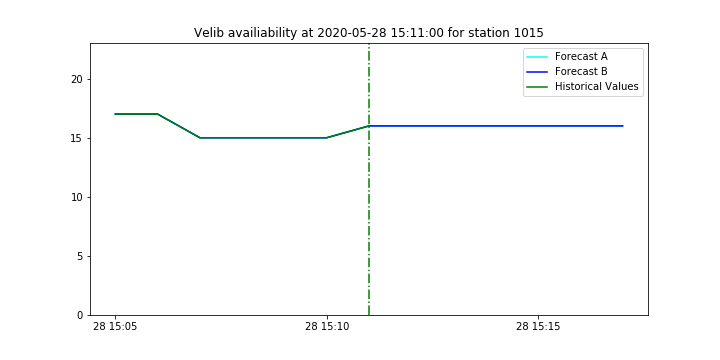 Velib availiability at 2020-05-28 15:11:00 for station 1015
Forecast A
Forecast B
Historical Values
20
15
10
5
0
28 15:05
28 15:10
28 15:15